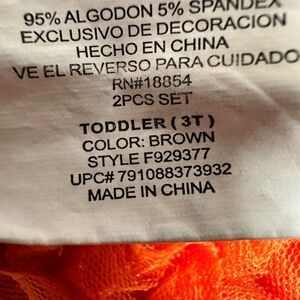 95% ALGODON 5% SPANDEX
EXCLUSIVO DE DECORACION
HECHO EN CHINA
VE EL REVERSO PARA CUIDADO
RN#18854
2PCS SET
TODDLER ( 3T )
COLOR: BROWN
STYLE F929377
UPC# 791088373932
MADE IN CHINA